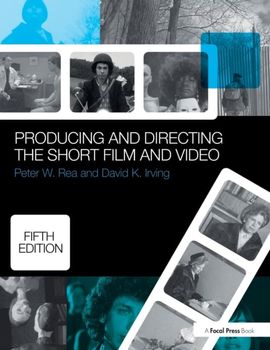 PRODUCING AND DIRECTING
THE SHORT FILM AND VIDEO
Peter W. Rea and David K. Irving
FIFTH
EDITION
A Focal Press Book